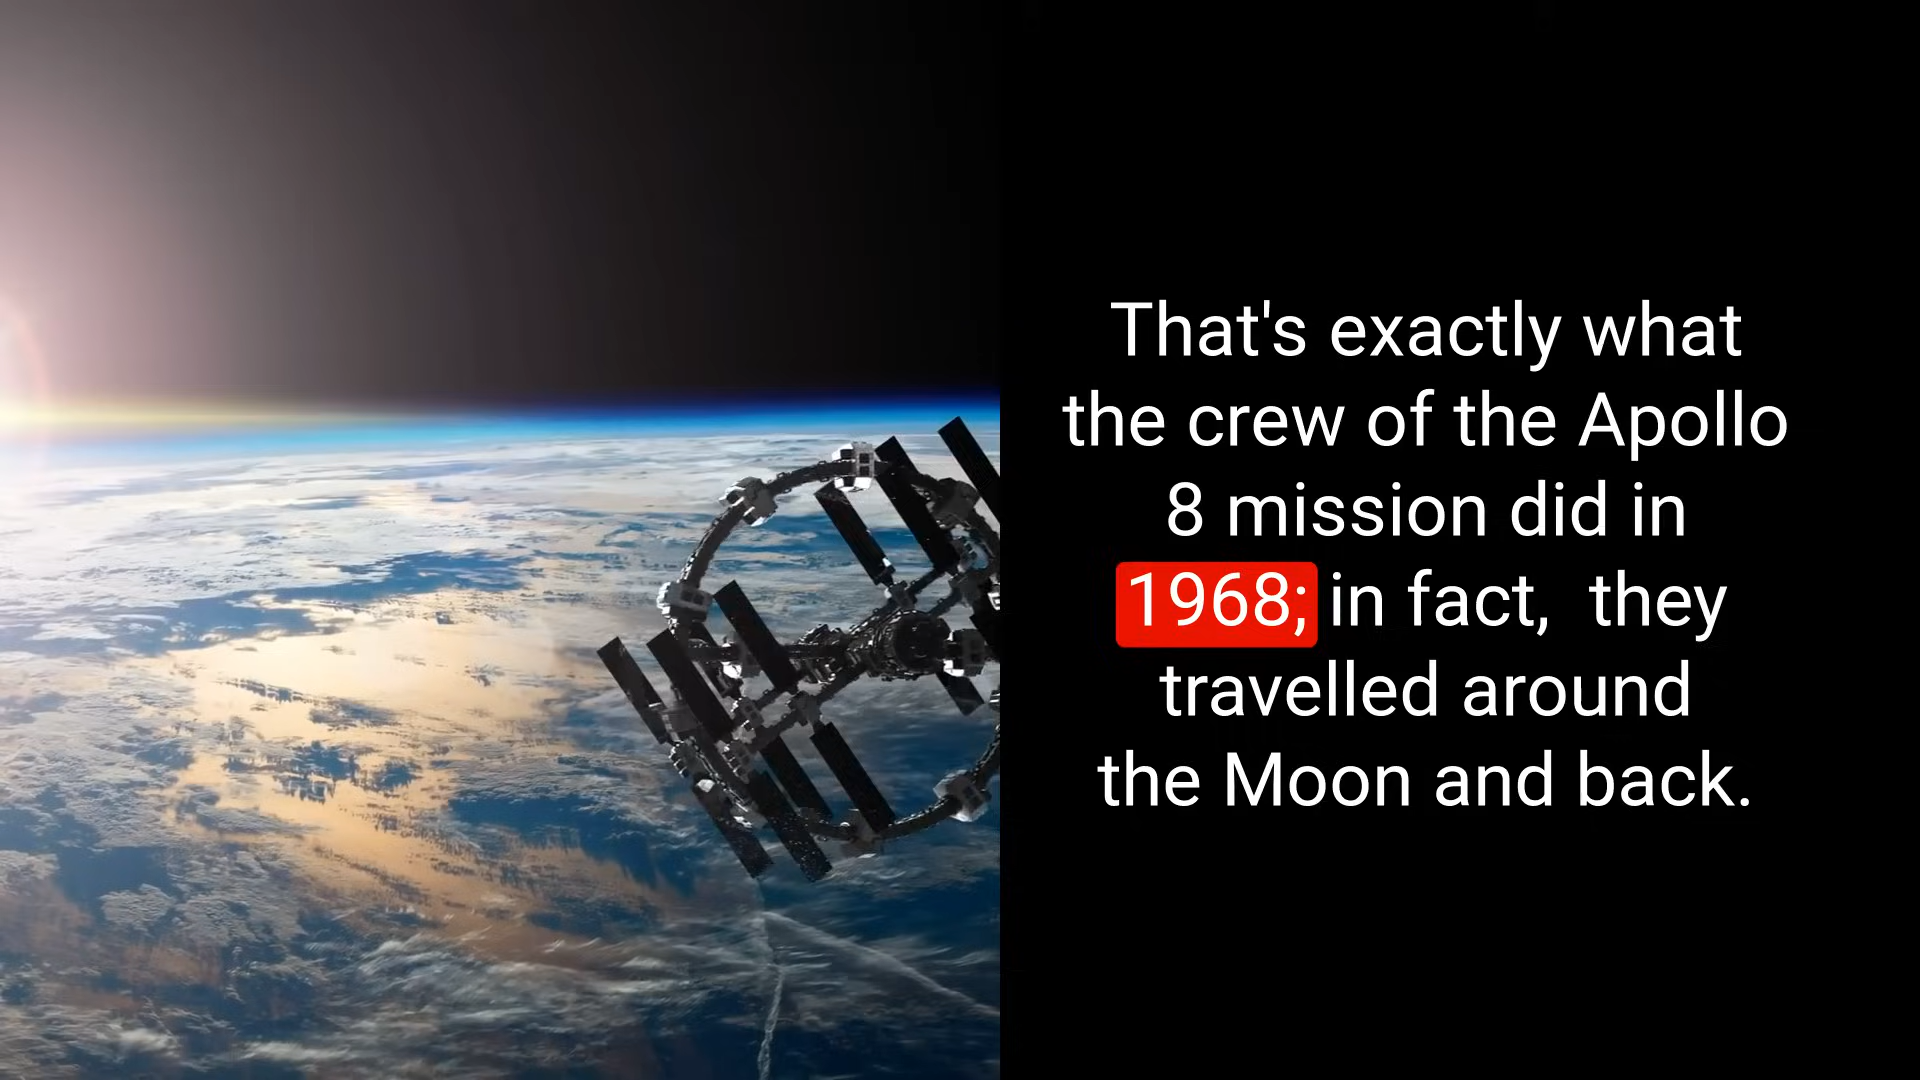 That's exactly what
the crew of the Apollo
8 mission did in
1968; in fact,  they
travelled around
the Moon and back.